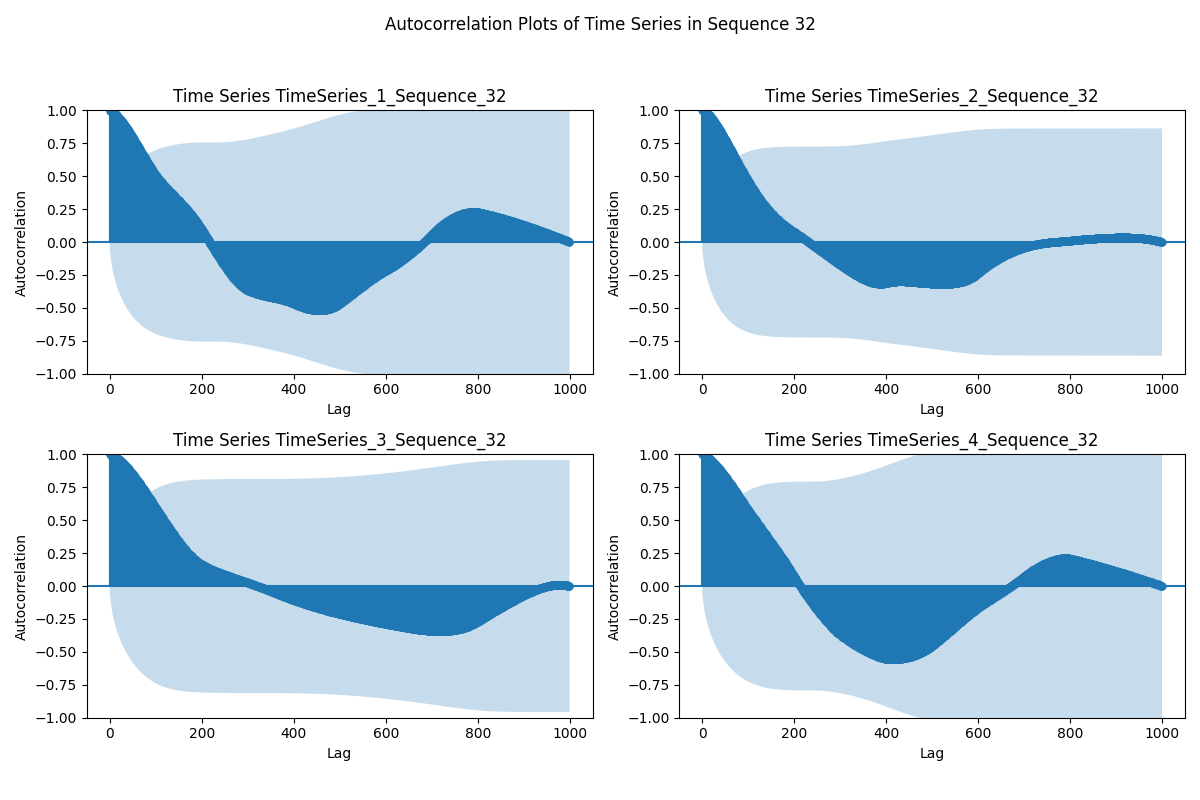 Autocorrelation Plots of Time Series in Sequence 32
Time Series TimeSeries_1_Sequence_32
1.00
0.75
0.50
0.25
0.00
−0.25
−0.50
−0.75
−1.00
Autocorrelation
0 200 400 600 800 1000
Lag
Time Series TimeSeries_2_Sequence_32
1.00
0.75
0.50
0.25
0.00
−0.25
−0.50
−0.75
−1.00
Autocorrelation
0 200 400 600 800 1000
Lag
Time Series TimeSeries_3_Sequence_32
1.00
0.75
0.50
0.25
0.00
−0.25
−0.50
−0.75
−1.00
Autocorrelation
0 200 400 600 800 1000
Lag
Time Series TimeSeries_4_Sequence_32
1.00
0.75
0.50
0.25
0.00
−0.25
−0.50
−0.75
−1.00
Autocorrelation
0 200 400 600 800 1000
Lag